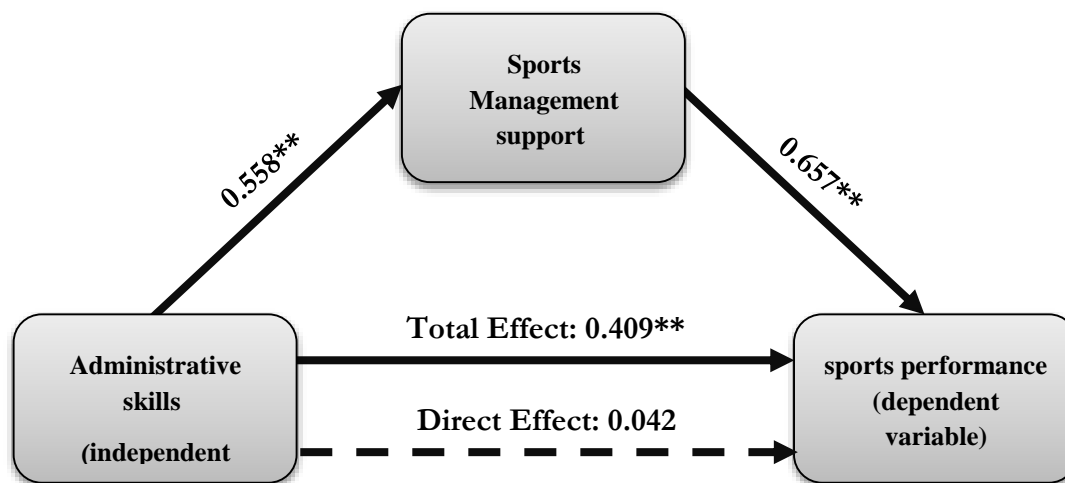 Sports
Management
support
0.558**
0.657**
Total Effect: 0.409**
Administrative
skills
(independent
sports performance
(dependent
variable)
Direct Effect: 0.042